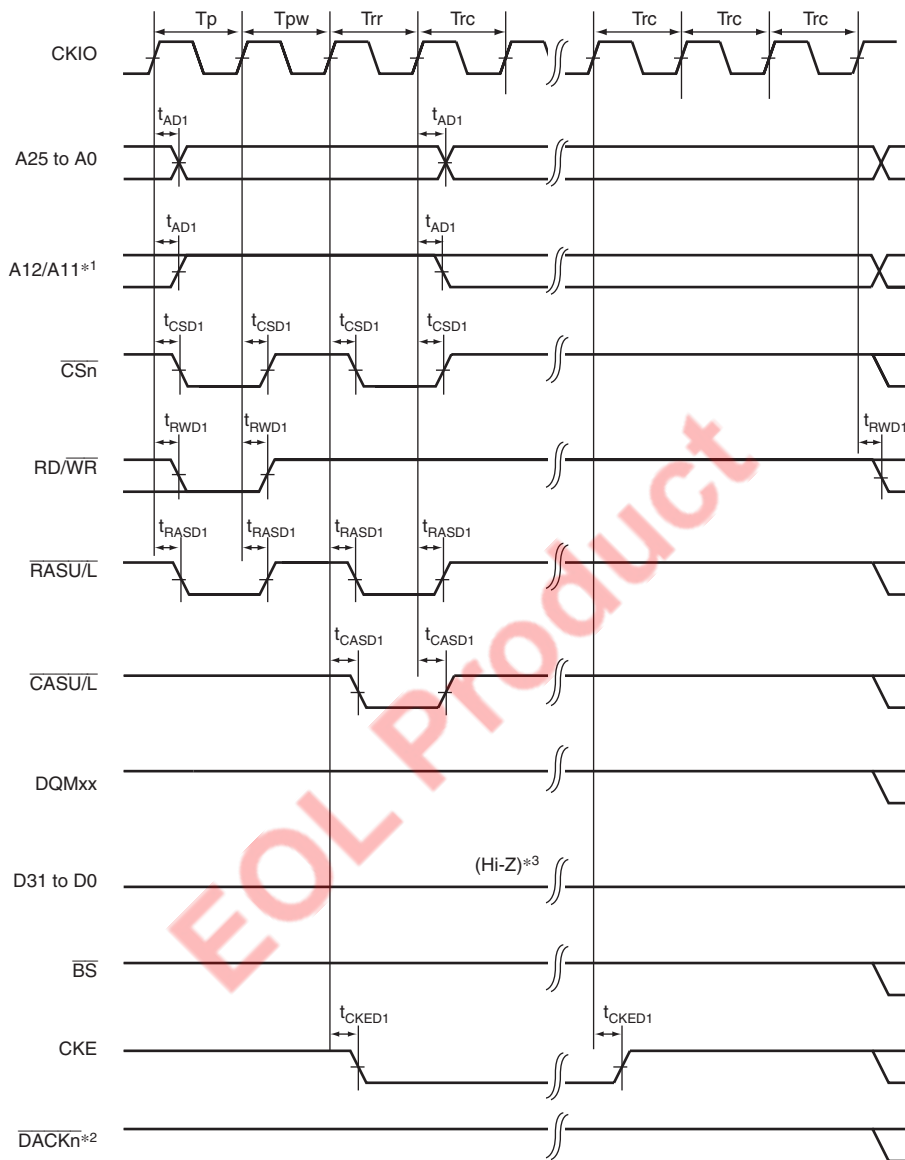 Tp Tpw Trr Trc Trc Trc Trc
CKIO
tAD1 tAD1
A25 to A0
tAD1 tAD1
A12/A11*1
tCSD1 tCSD1 tCSD1 tCSD1
CSn
tRWD1 tRWD1 tRWD1
RD/WR
tRASD1 tRASD1 tRASD1 tRASD1
RASU/L
tCASD1 tCASD1
CASU/L
DQMxx
(Hi-Z)*3
D31 to D0
BS
tCKED1 tCKED1
CKE
DACKn*2
EOL Product